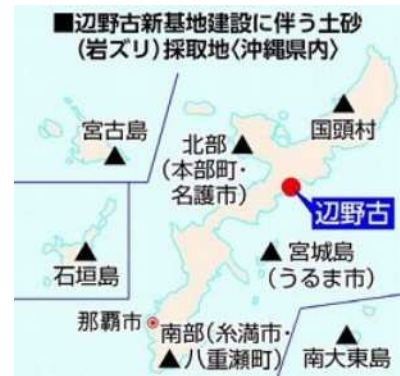 ■辺野古新基地建設に伴う土砂
(岩ズリ)採取地〈沖縄県内〉
宮古島
北部
(本部町・
名護市)
国頭村
辺野古
石垣島
宮城島
(うるま市)
那覇市
南部(糸満市・
八重瀬町)
南大東島